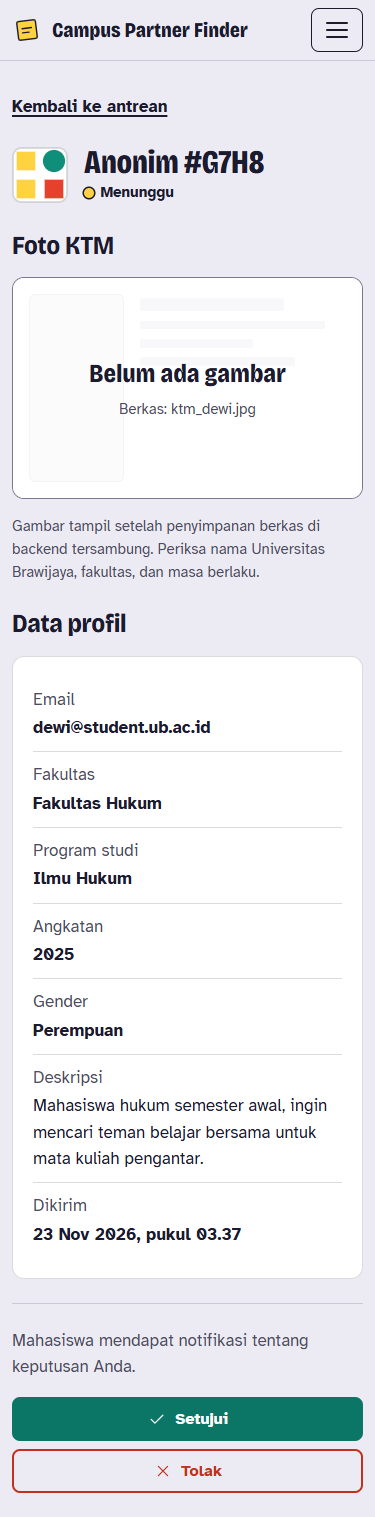 Campus Partner Finder
Kembali ke antrean
Anonim #G7H8
Menunggu
Foto KTM
Belum ada gambar
Berkas: ktm_dewi.jpg
Gambar tampil setelah penyimpanan berkas di
backend tersambung. Periksa nama Universitas
Brawijaya, fakultas, dan masa berlaku.
Data profil
Email
dewi@student.ub.ac.id
Fakultas
Fakultas Hukum
Program studi
Ilmu Hukum
Angkatan
2025
Gender
Perempuan
Deskripsi
Mahasiswa hukum semester awal, ingin
mencari teman belajar bersama untuk
mata kuliah pengantar.
Dikirim
23 Nov 2026, pukul 03.37
Mahasiswa mendapat notifikasi tentang
keputusan Anda.
Setujui
Tolak